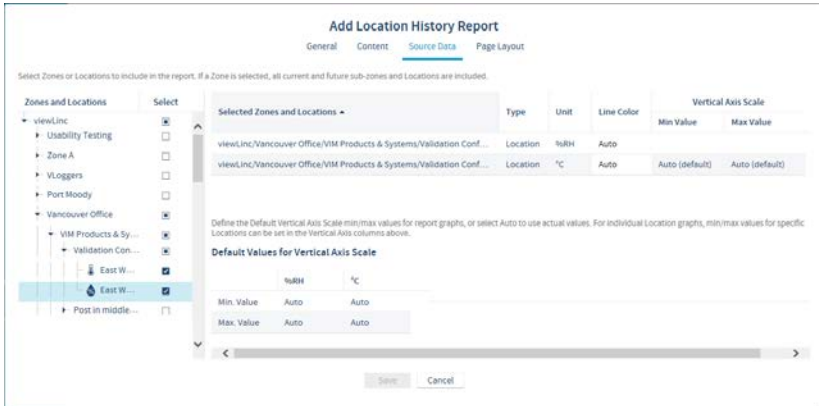 Add Location History Report
General Content Source Data Page Layout
Select Zones or Locations to include in the report. If a Zone is selected, all current and future sub-zones and Locations are included.
Zones and Locations Select
viewLinc
Usability Testing
Zone A
VLoggers
Port Moody
Vancouver Office
VIM Products & Sy...
Validation Con...
East W...
East W...
Post in middle...
Selected Zones and Locations Type Unit Line Color Vertical Axis Scale
Min Value Max Value
viewLinc/Vancouver Office/VIM Products & Systems/Validation Conf... Location %RH Auto
viewLinc/Vancouver Office/VIM Products & Systems/Validation Conf... Location °C Auto Auto (default) Auto (default)
Define the Default Vertical Axis Scale min/max values for report graphs, or select Auto to use actual values. For individual Location graphs, min/max values for specific
Locations can be set in the Vertical Axis columns above.
Default Values for Vertical Axis Scale
%RH °C
Min. Value Auto Auto
Max. Value Auto Auto
Save Cancel